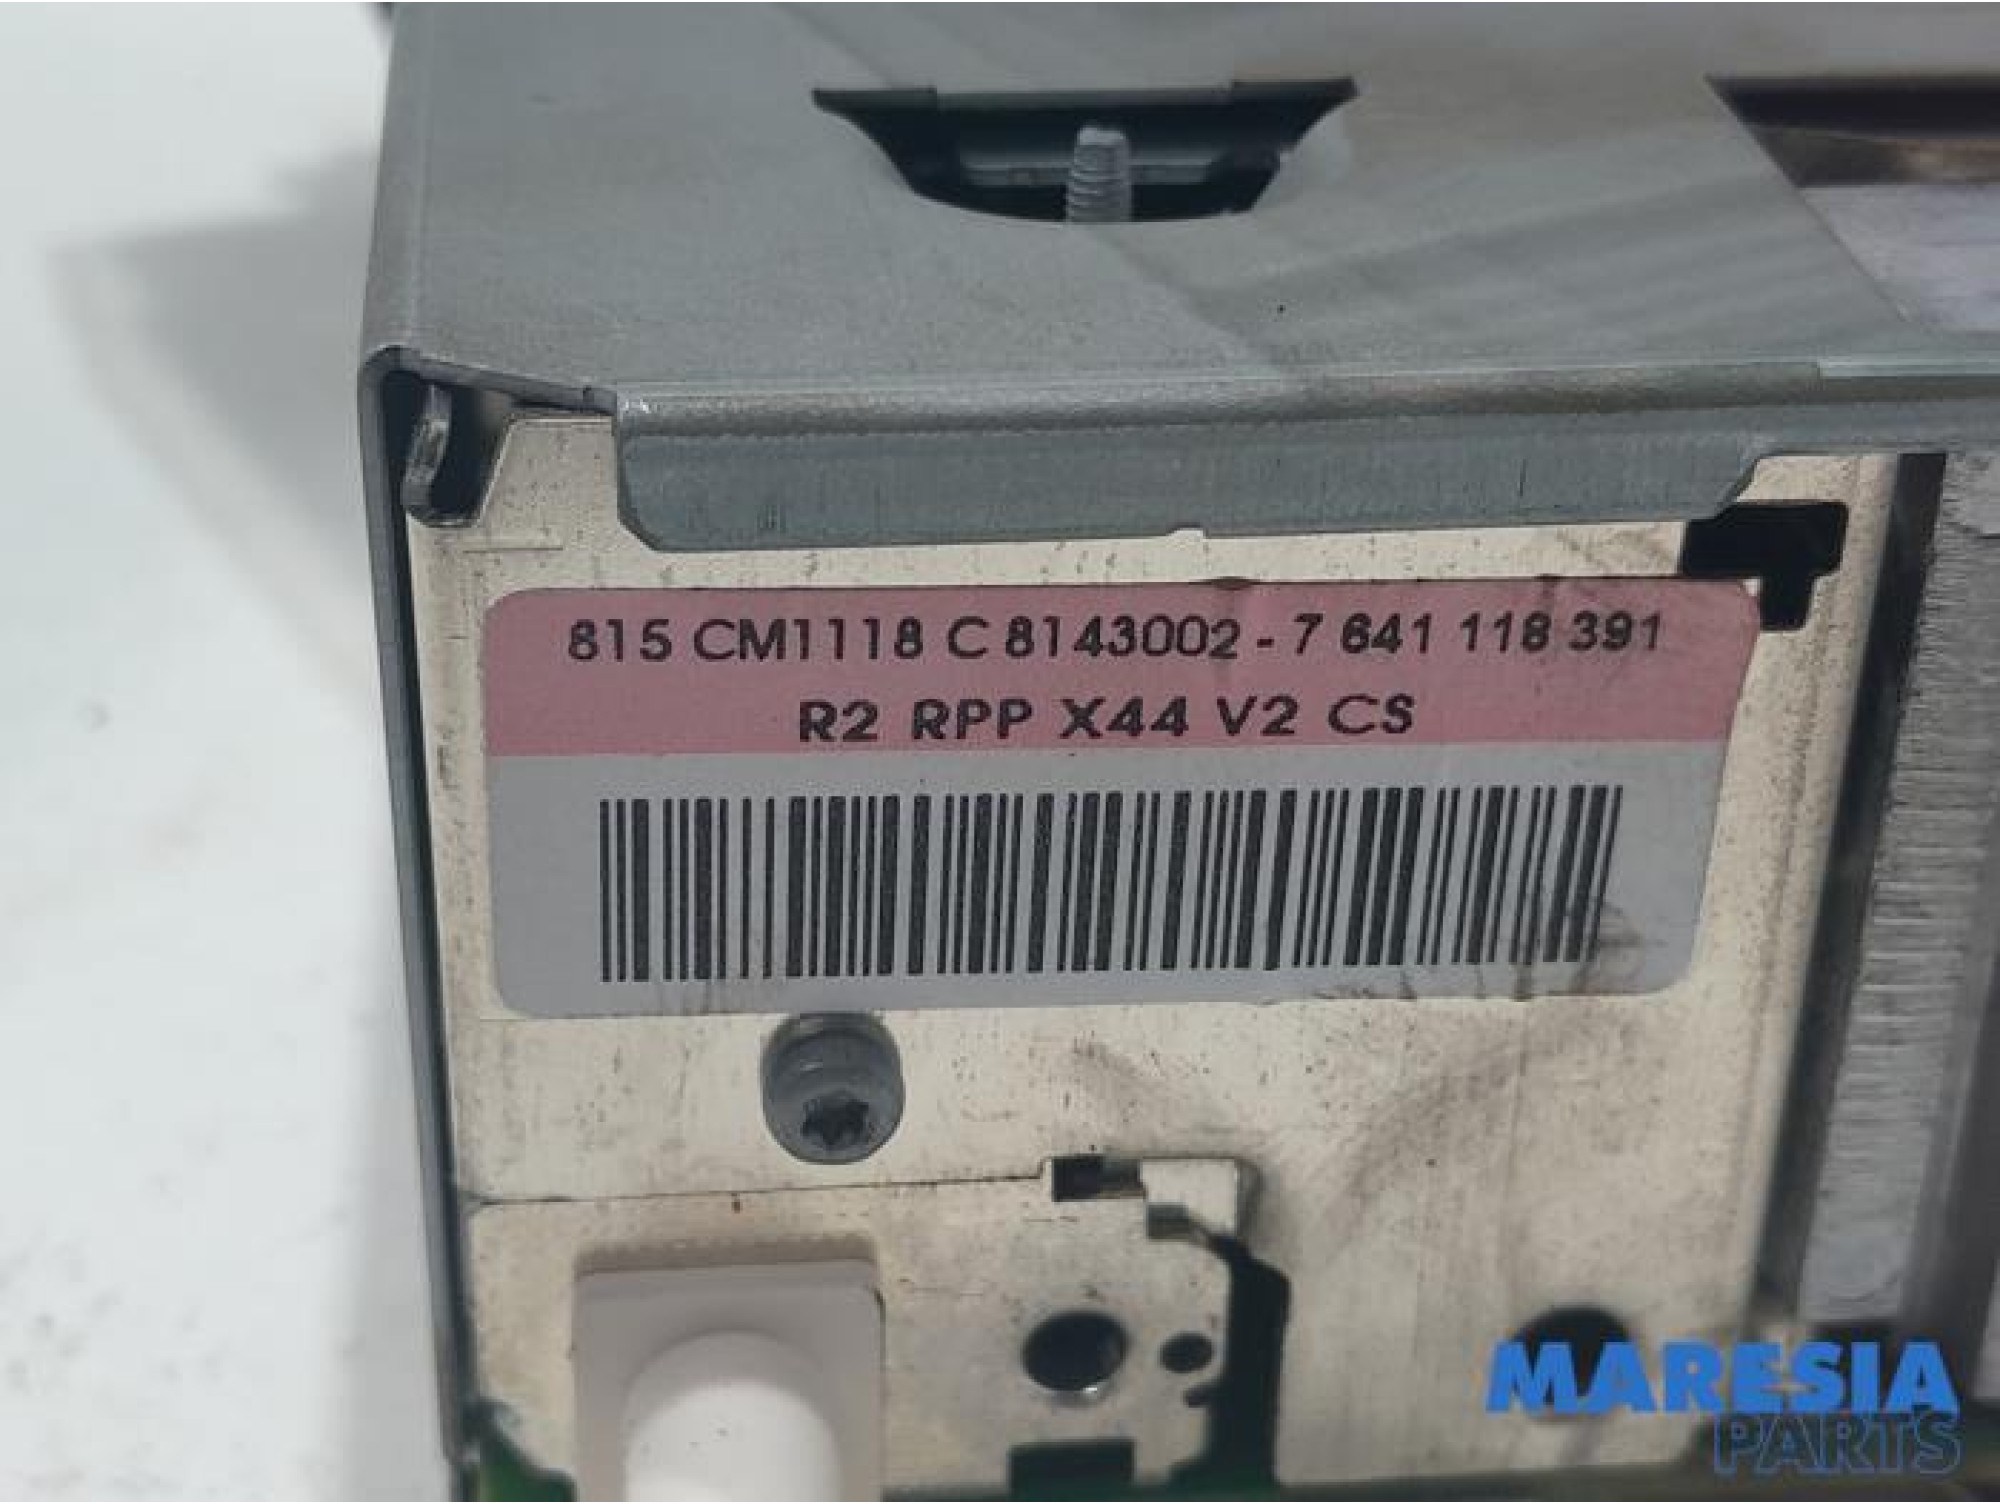 815 CM1118 C 8143002 - 7 641 118 391
R2 RPP X44 V2 CS
MARESIA
PARTS